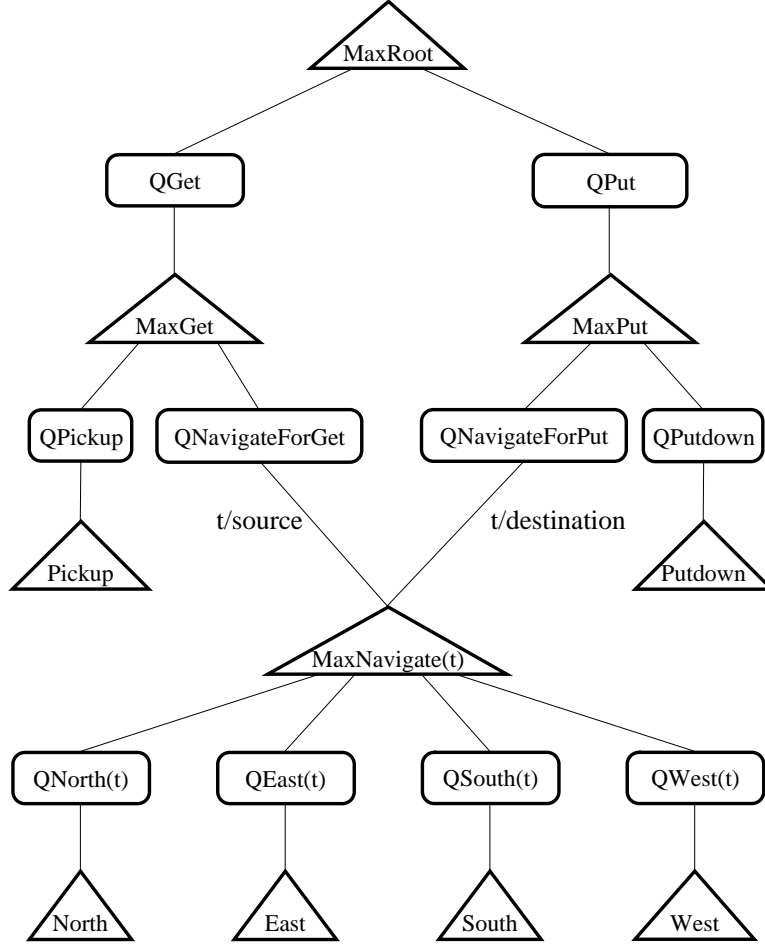 MaxRoot
QGet
QPut
MaxGet
MaxPut
QPickup
QNavigateForGet
QNavigateForPut
QPutdown
t/source
t/destination
Pickup
Putdown
MaxNavigate(t)
QNorth(t)
QEast(t)
QSouth(t)
QWest(t)
North
East
South
West